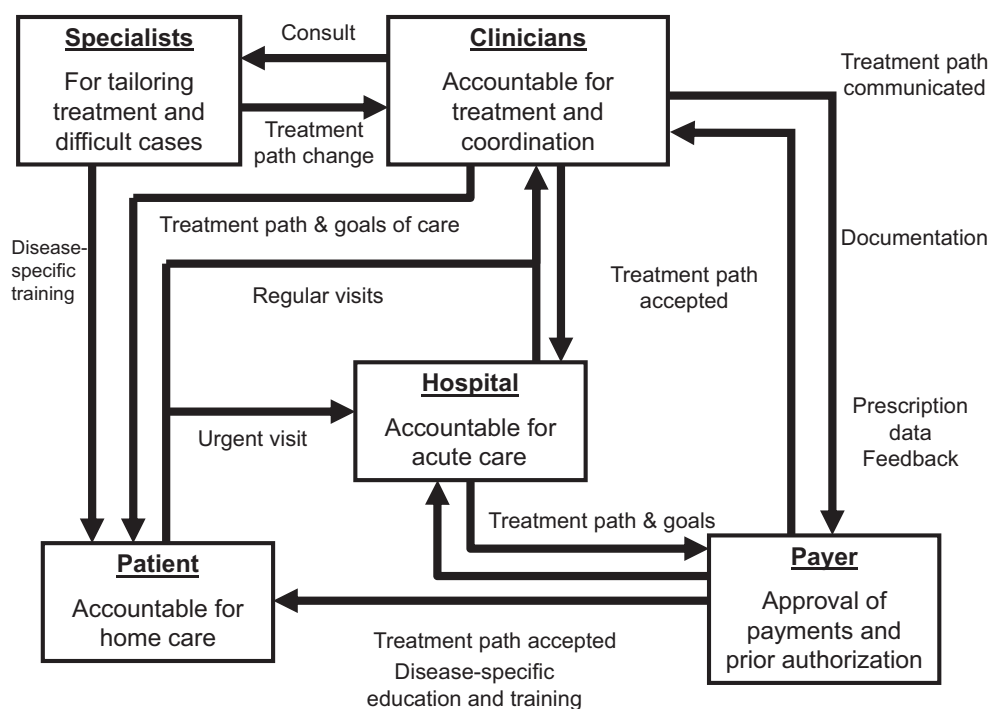 Specialists
For tailoring
treatment and
difficult cases
Consult
Treatment
path change
Clinicians
Accountable for
treatment and
coordination
Treatment path
communicated
Disease-
specific
training
Treatment path & goals of care
Regular visits
Treatment path
accepted
Documentation
Hospital
Accountable for
acute care
Urgent visit
Prescription
data
Feedback
Treatment path & goals
Patient
Accountable for
home care
Payer
Approval of
payments and
prior authorization
Treatment path accepted
Disease-specific
education and training